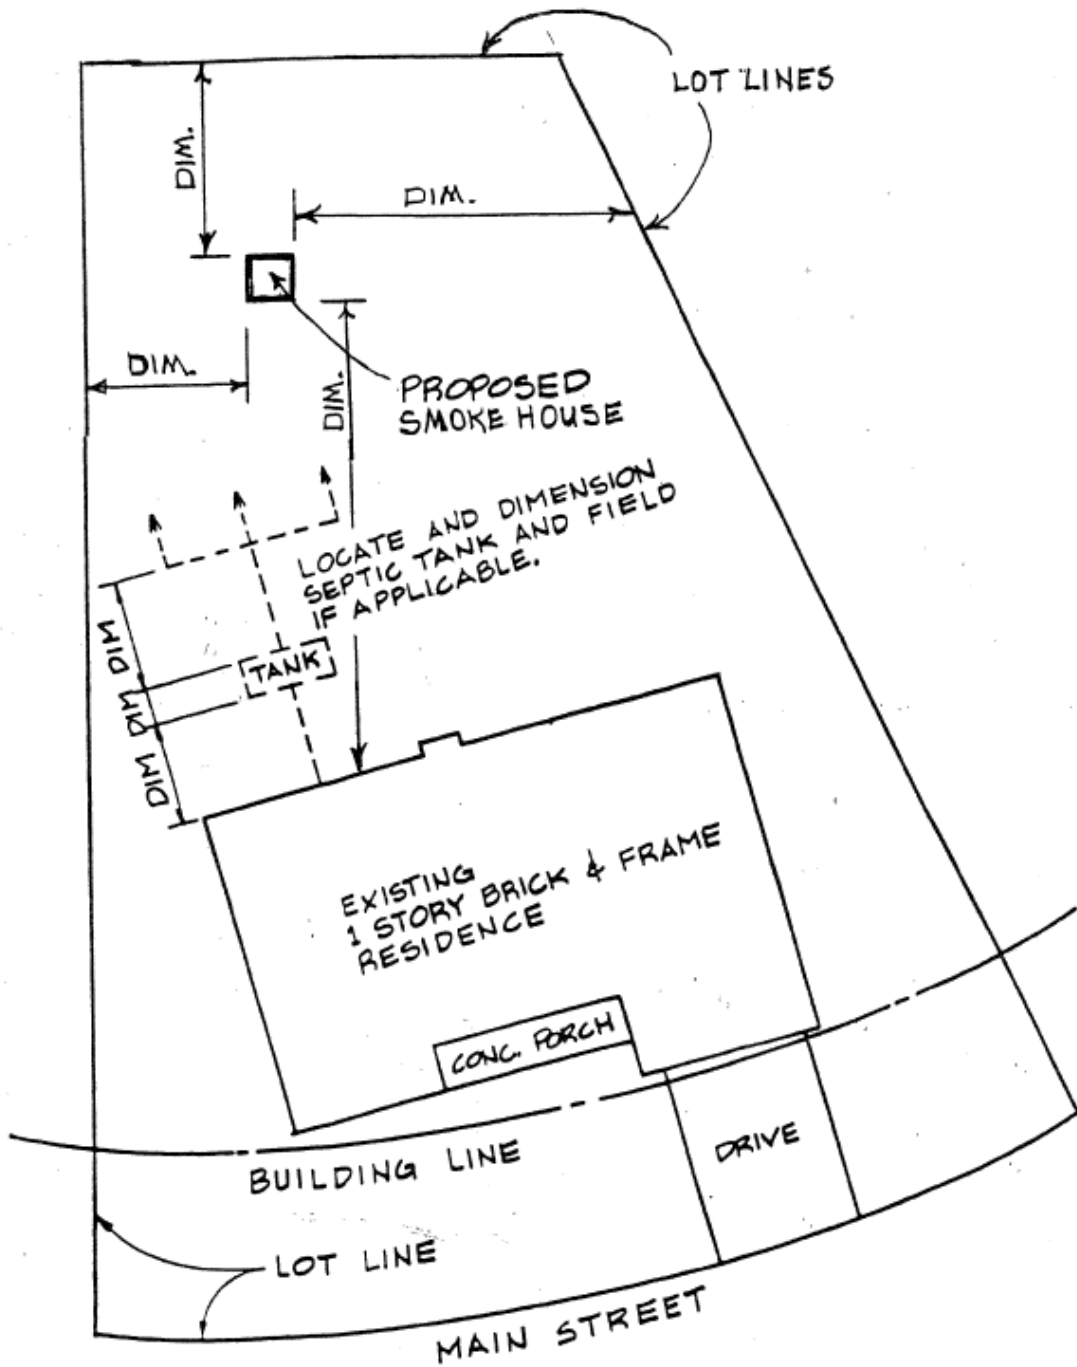 LOT LINES
DIM.
DIM.
DIM.
DIM.
PROPOSED
SMOKE HOUSE
LOCATE AND DIMENSION
SEPTIC TANK AND FIELD
IF APPLICABLE.
DIM
DIM
DIM
TANK
EXISTING
1 STORY BRICK & FRAME
RESIDENCE
CONC. PORCH
DRIVE
BUILDING LINE
LOT LINE
MAIN STREET